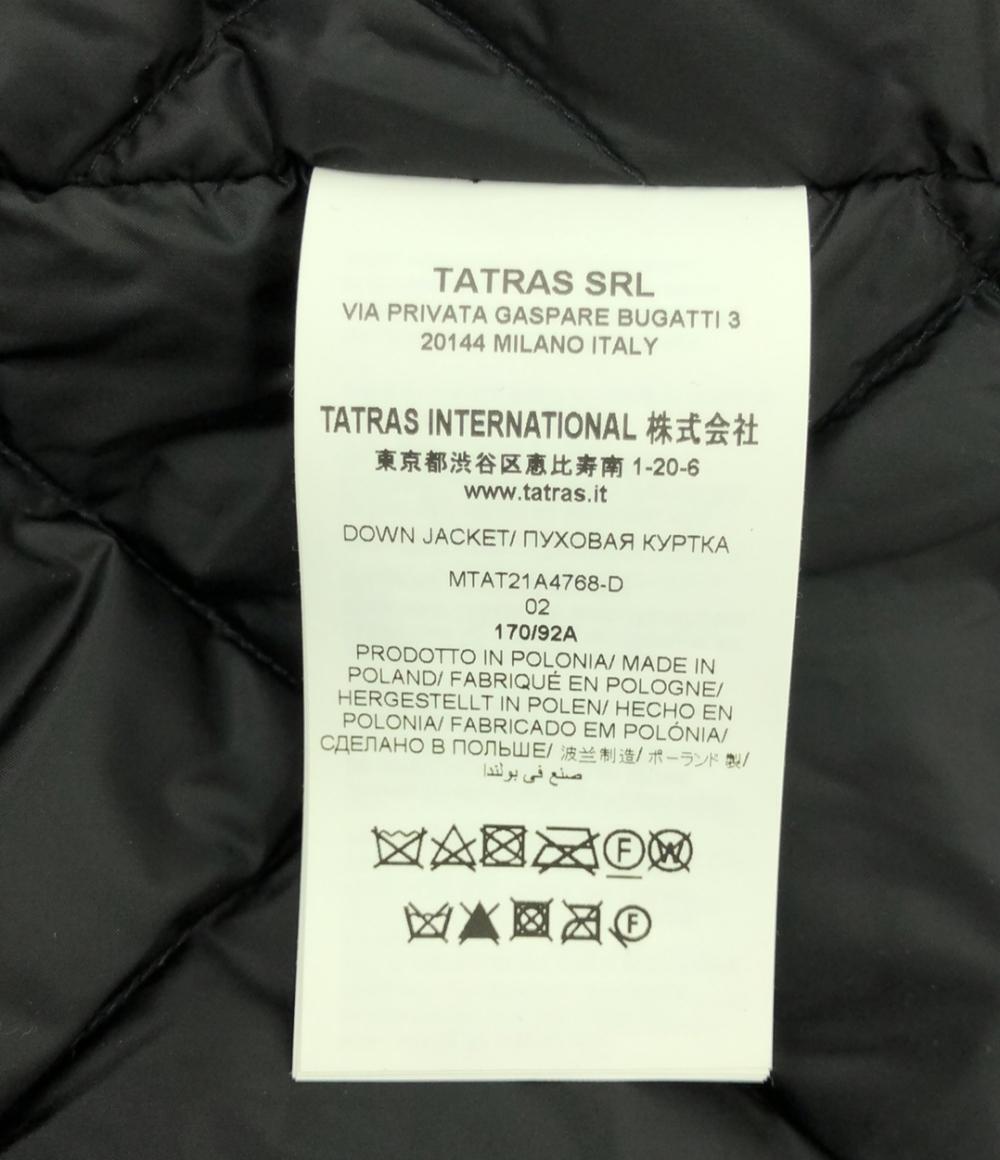 TATRAS SRL
VIA PRIVATA GASPARE BUGATTI 3
20144 MILANO ITALY
TATRAS INTERNATIONAL 株式会社
東京都渋谷区恵比寿南 1-20-6
www.tatras.it
DOWN JACKET/ ПУХОВАЯ КУРТКА
MTAT21A4768-D
02
170/92A
PRODOTTO IN POLONIA/ MADE IN
POLAND/ FABRIQUÉ EN POLOGNE/
HERGESTELLT IN POLEN/ HECHO EN
POLONIA/ FABRICADO EM POLÓNIA/
СДЕЛАНО В ПОЛЬШЕ/ 波兰制造/ ポーランド 製/
صنع في بولندا
F W
F